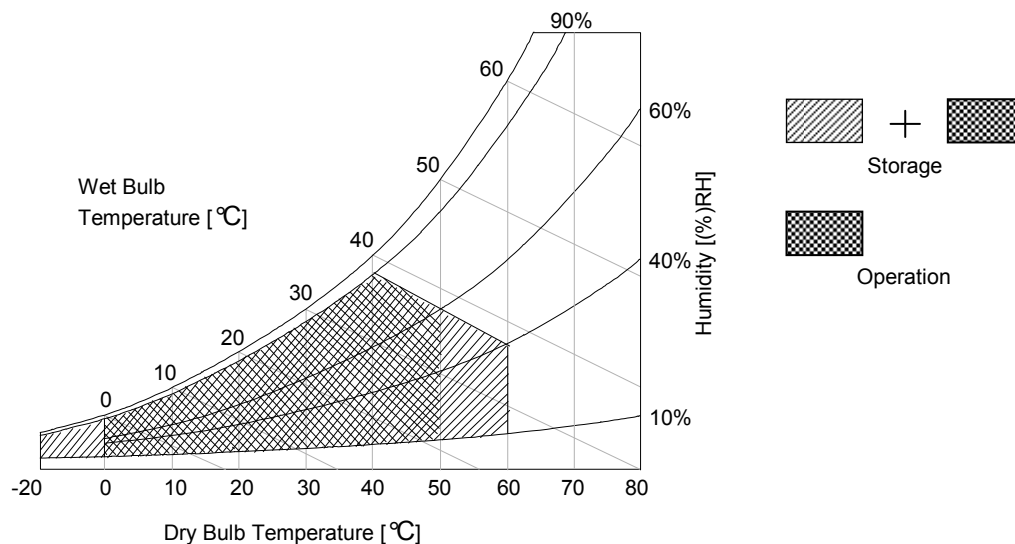 90%
60
60%
50
Wet Bulb
Temperature [℃]
Storage
40
Humidity [(%)RH]
40%
30
Operation
20
10
0
10%
-20 0 10 20 30 40 50 60 70 80
Dry Bulb Temperature [℃]